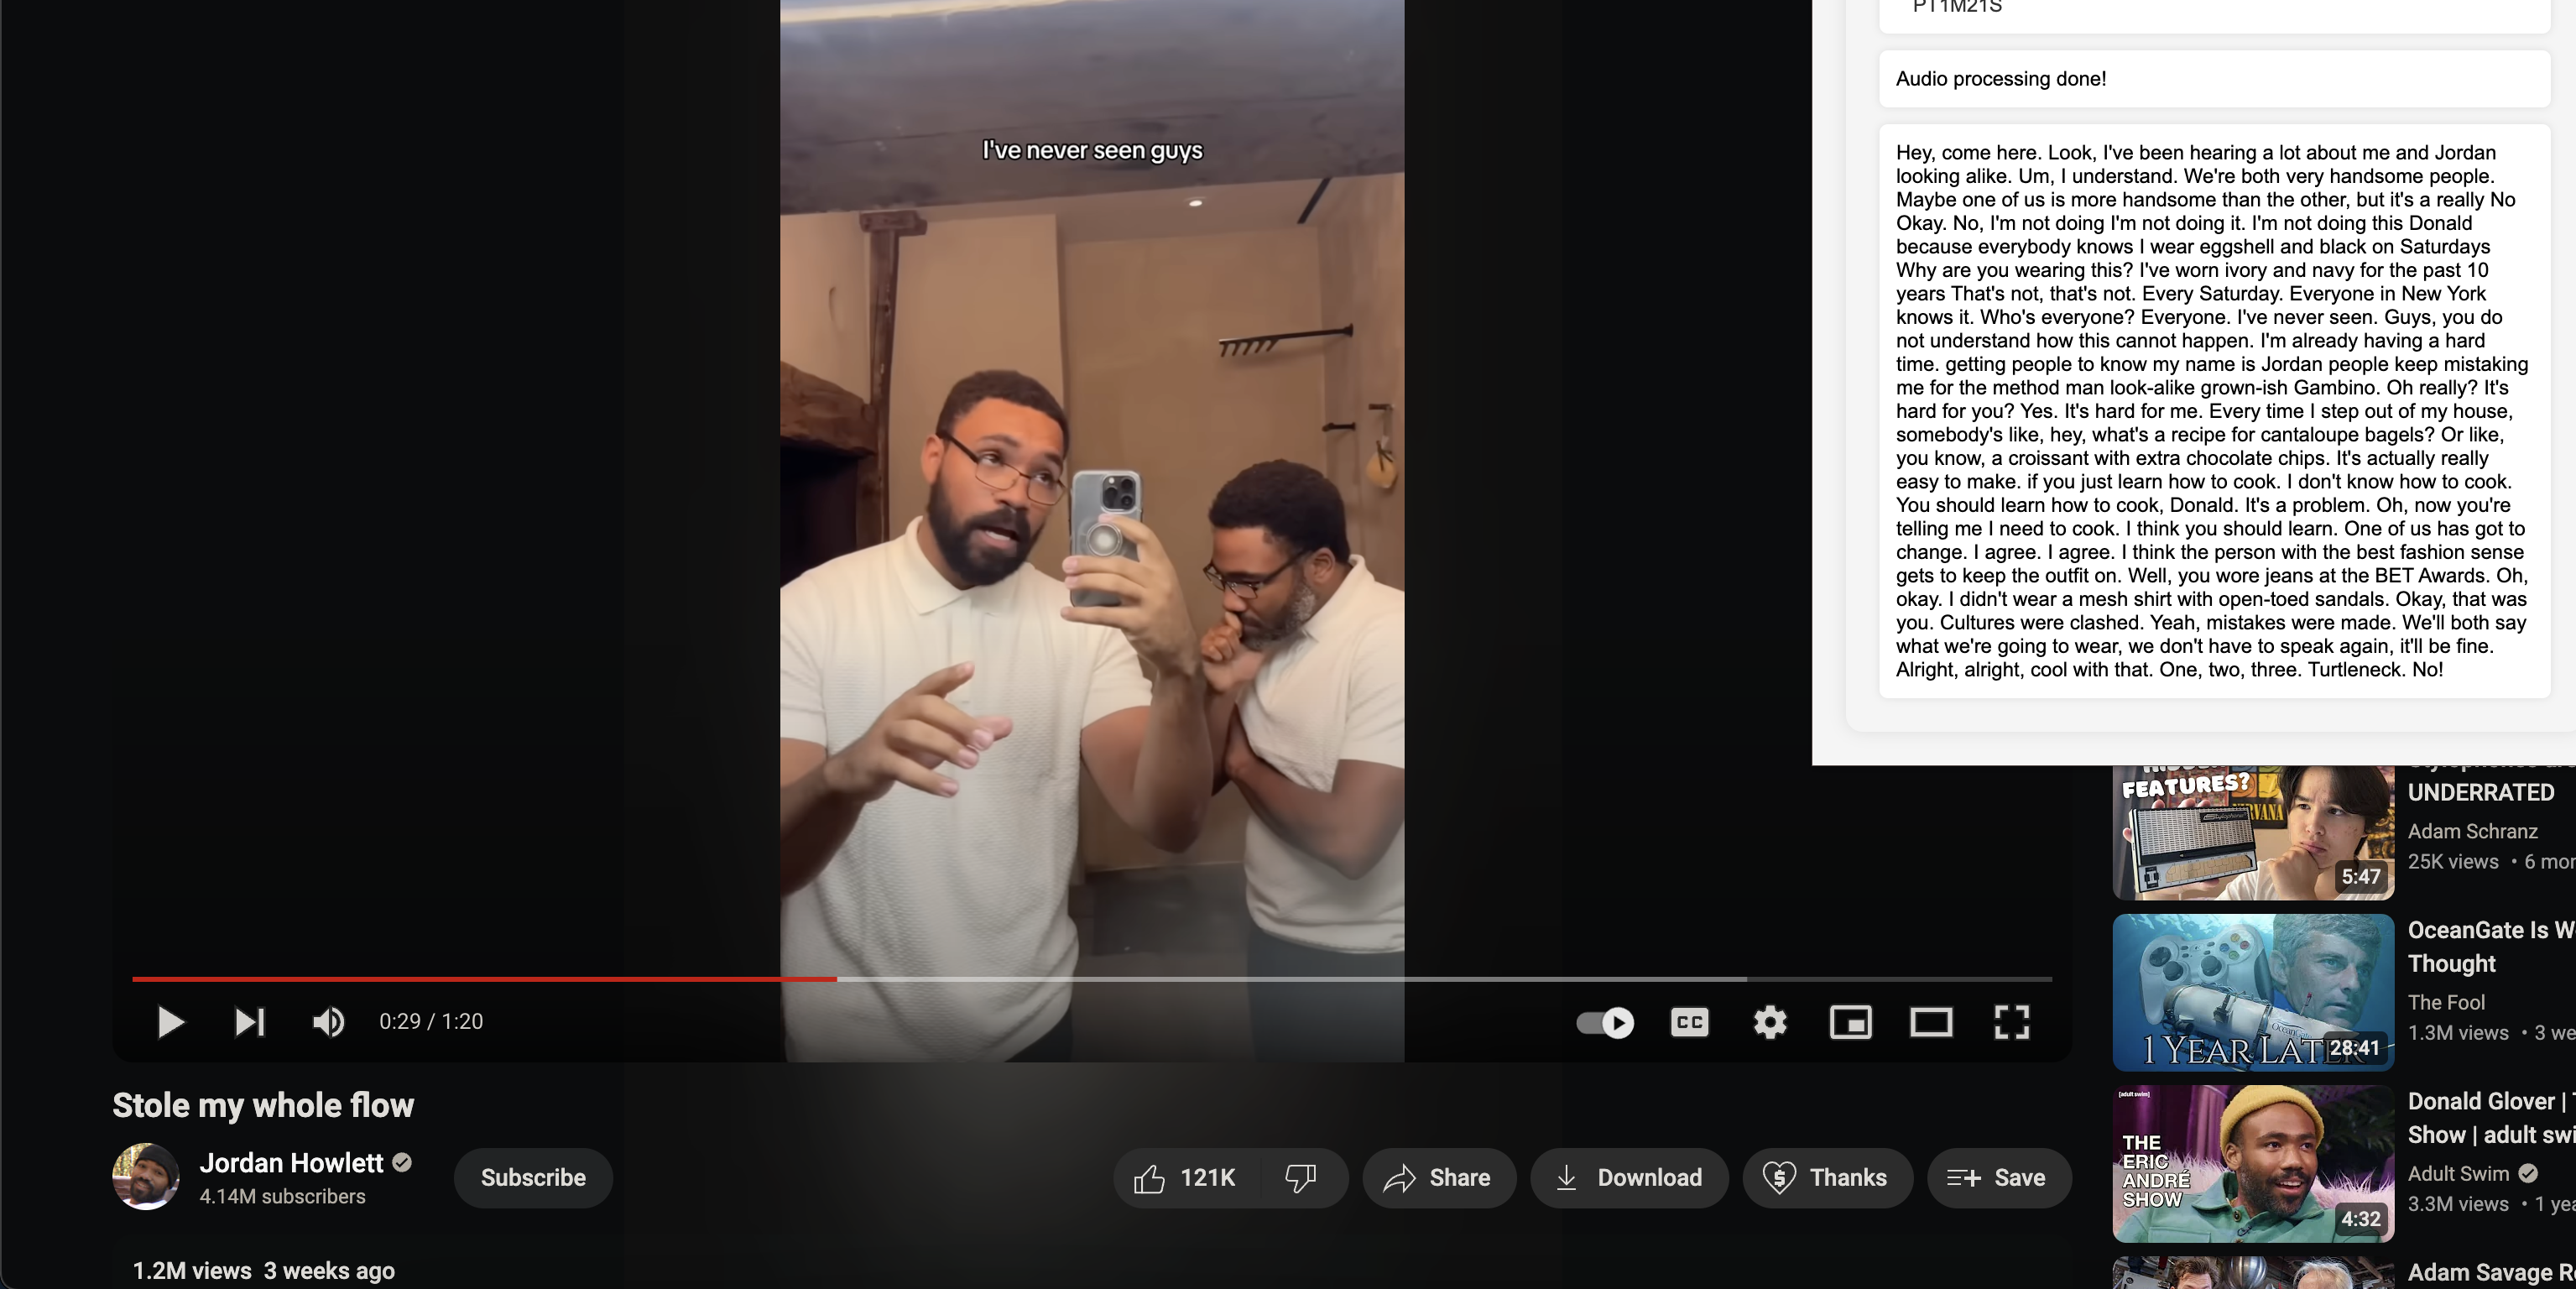 PT1M21S
Audio processing done!
Hey, come here. Look, I've been hearing a lot about me and Jordan
looking alike. Um, I understand. We're both very handsome people.
Maybe one of us is more handsome than the other, but it's a really No
Okay. No, I'm not doing I'm not doing it. I'm not doing this Donald
because everybody knows I wear eggshell and black on Saturdays
Why are you wearing this? I've worn ivory and navy for the past 10
years That's not, that's not. Every Saturday. Everyone in New York
knows it. Who's everyone? Everyone. I've never seen. Guys, you do
not understand how this cannot happen. I'm already having a hard
time. getting people to know my name is Jordan people keep mistaking
me for the method man look-alike grown-ish Gambino. Oh really? It's
hard for you? Yes. It's hard for me. Every time I step out of my house,
somebody's like, hey, what's a recipe for cantaloupe bagels? Or like,
you know, a croissant with extra chocolate chips. It's actually really
easy to make. if you just learn how to cook. I don't know how to cook.
You should learn how to cook, Donald. It's a problem. Oh, now you're
telling me I need to cook. I think you should learn. One of us has got to
change. I agree. I agree. I think the person with the best fashion sense
gets to keep the outfit on. Well, you wore jeans at the BET Awards. Oh,
okay. I didn't wear a mesh shirt with open-toed sandals. Okay, that was
you. Cultures were clashed. Yeah, mistakes were made. We'll both say
what we're going to wear, we don't have to speak again, it'll be fine.
Alright, alright, cool with that. One, two, three. Turtleneck. No!
I've never seen guys
0:29 / 1:20
CC
Stole my whole flow
Jordan Howlett
4.14M subscribers
Subscribe
121K
Share
Download
Thanks
Save
1.2M views 3 weeks ago
FEATURES?
5:47
UNDERRATED
Adam Schranz
25K views • 6 mor
1 YEAR LATER
28:41
OceanGate Is W
Thought
The Fool
1.3M views • 3 we
[adult swim]
THE
ERIC
ANDRÉ
SHOW
4:32
Donald Glover | T
Show | adult swi
Adult Swim
3.3M views • 1 yea
Adam Savage Re